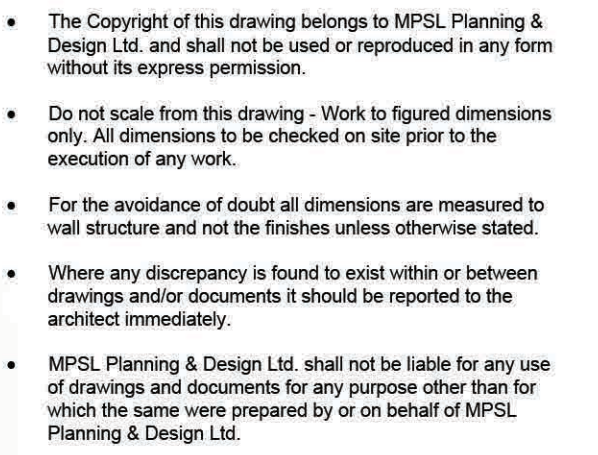 • The Copyright of this drawing belongs to MPSL Planning &
Design Ltd. and shall not be used or reproduced in any form
without its express permission.
• Do not scale from this drawing - Work to figured dimensions
only. All dimensions to be checked on site prior to the
execution of any work.
• For the avoidance of doubt all dimensions are measured to
wall structure and not the finishes unless otherwise stated.
• Where any discrepancy is found to exist within or between
drawings and/or documents it should be reported to the
architect immediately.
• MPSL Planning & Design Ltd. shall not be liable for any use
of drawings and documents for any purpose other than for
which the same were prepared by or on behalf of MPSL
Planning & Design Ltd.